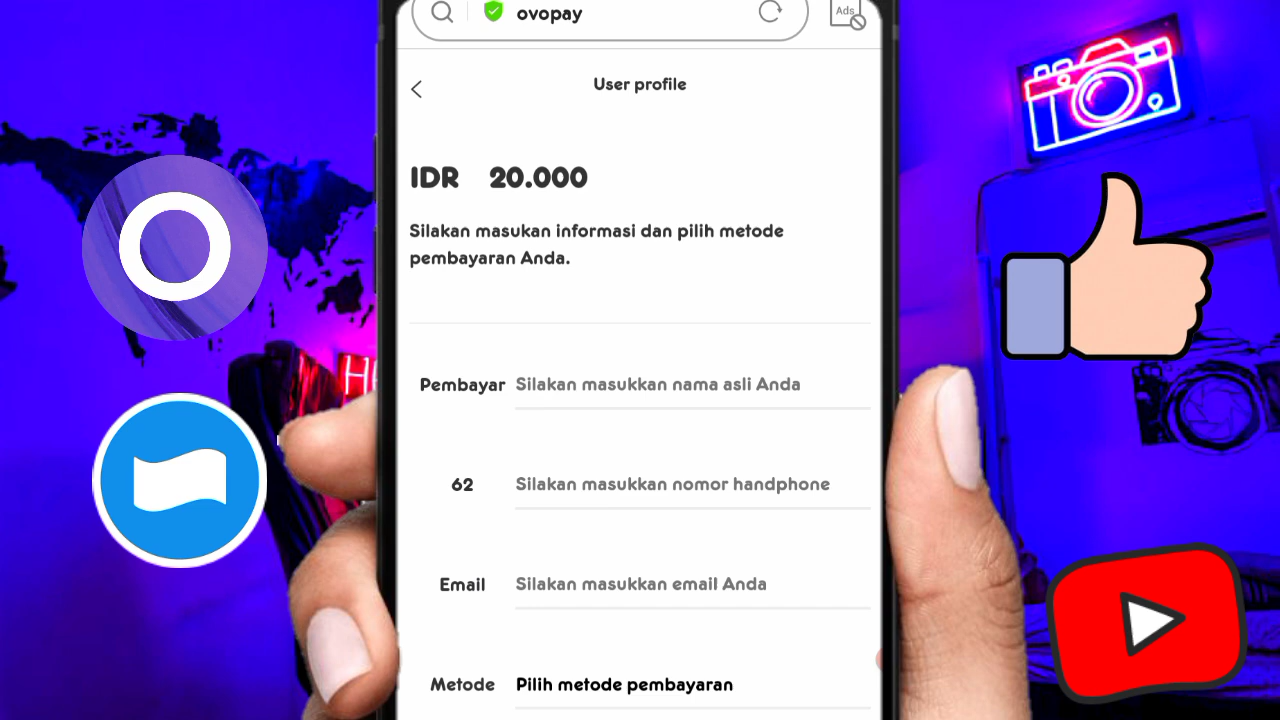 ovopay
Ads
User profile
IDR 20.000
Silakan masukan informasi dan pilih metode
pembayaran Anda.
Pembayar Silakan masukkan nama asli Anda
62 Silakan masukkan nomor handphone
Email Silakan masukkan email Anda
Metode Pilih metode pembayaran